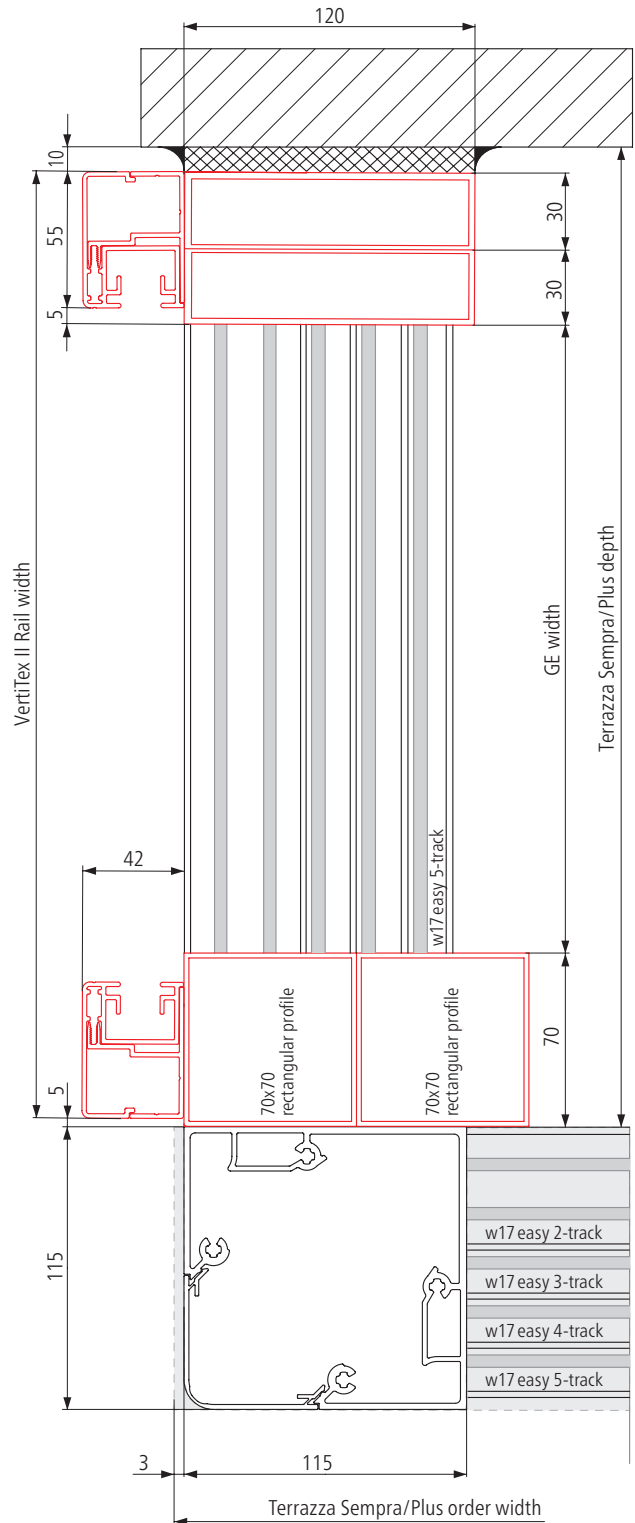 120
10
55
5
30
30
VertiTex II Rail width
GE width
Terrazza Sempra/Plus depth
w17 easy 5-track
42
70x70
rectangular profile
70x70
rectangular profile
70
5
115
w17 easy 2-track
w17 easy 3-track
w17 easy 4-track
w17 easy 5-track
3
115
Terrazza Sempra/Plus order width